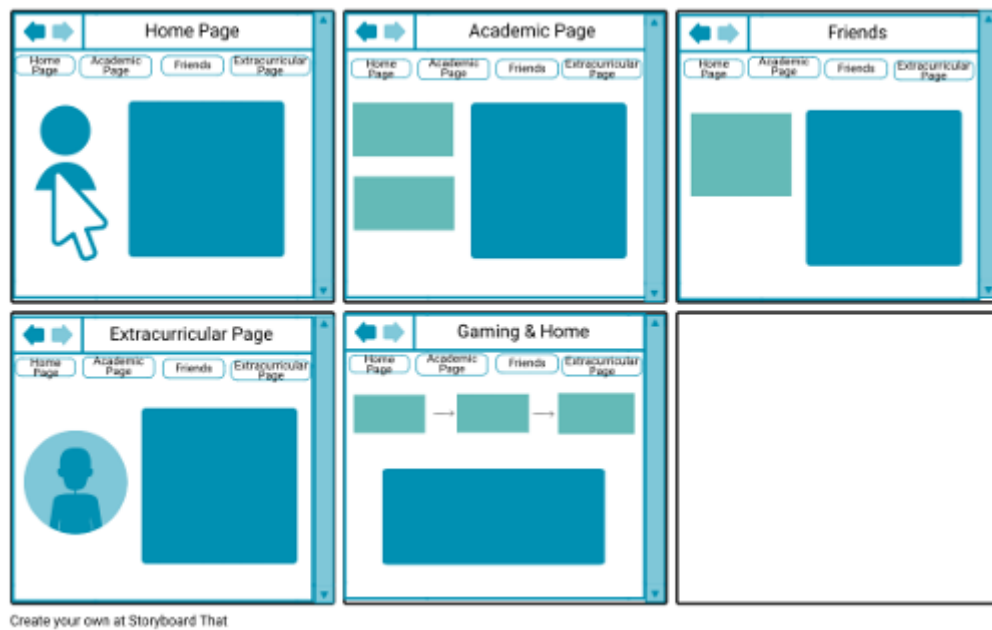 Home Page
Home Page
Academic Page
Friends
Extracurricular Page
Academic Page
Home Page
Academic Page
Friends
Extracurricular Page
Friends
Home Page
Academic Page
Friends
Extracurricular Page
Extracurricular Page
Home Page
Academic Page
Friends
Extracurricular Page
Gaming & Home
Home Page
Academic Page
Friends
Extracurricular Page
Create your own at Storyboard That